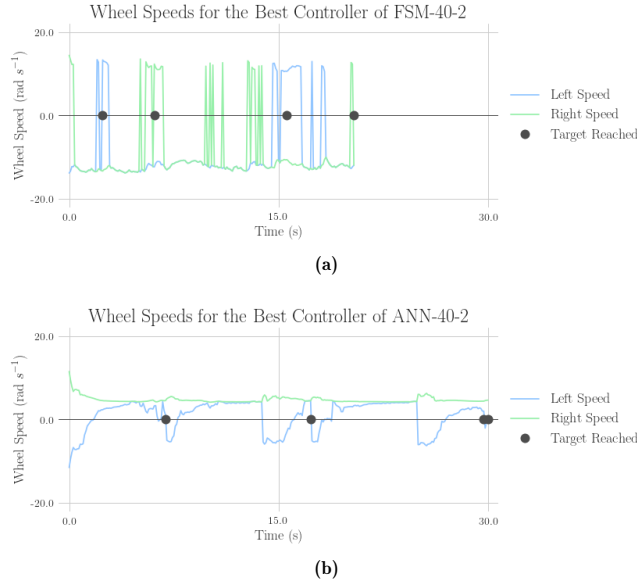 Wheel Speeds for the Best Controller of FSM-40-2
20.0
0.0
-20.0
Wheel Speed (rad s⁻¹)
0.0
15.0
30.0
Time (s)
Left Speed
Right Speed
Target Reached
(a)
Wheel Speeds for the Best Controller of ANN-40-2
20.0
0.0
-20.0
Wheel Speed (rad s⁻¹)
0.0
15.0
30.0
Time (s)
Left Speed
Right Speed
Target Reached
(b)